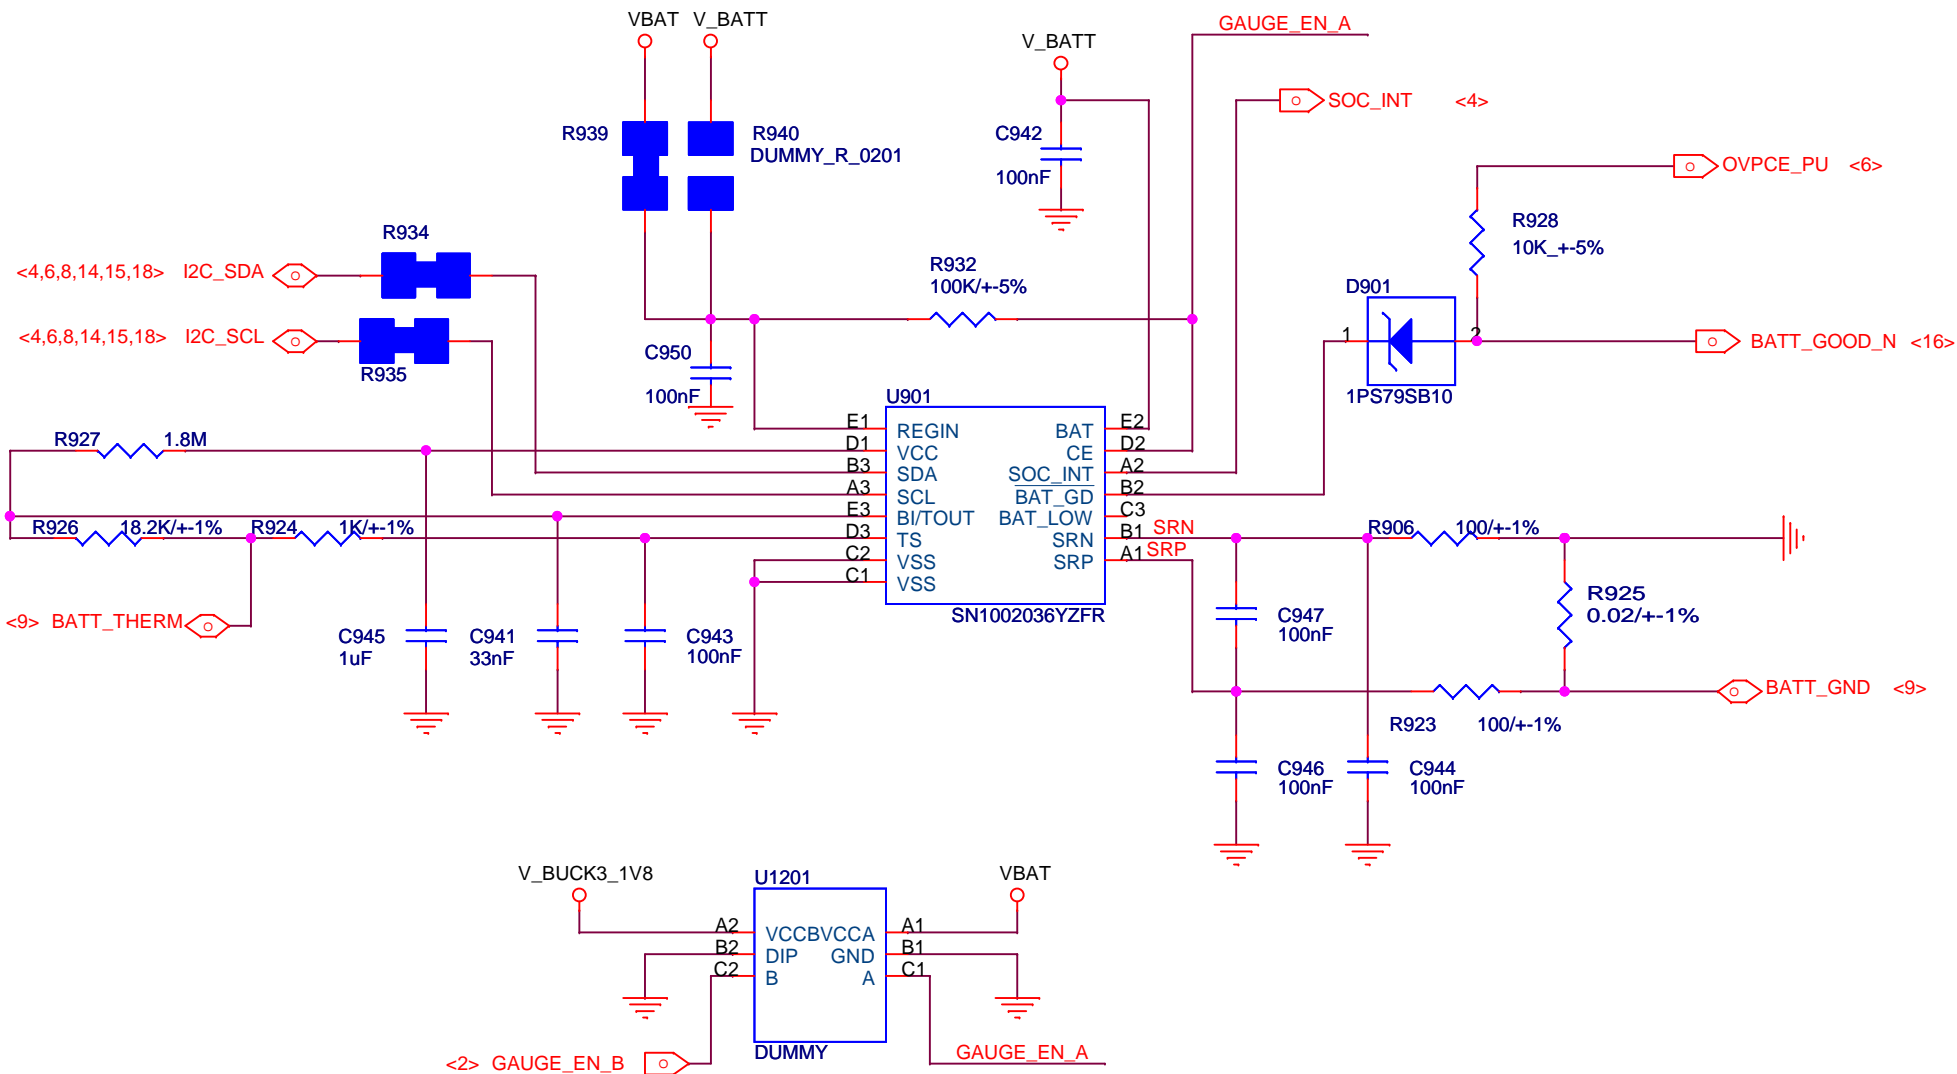 VBAT V_BATT
GAUGE_EN_A
V_BATT
SOC_INT <4>
R939
R940
DUMMY_R_0201
C942
100nF
OVPCE_PU <6>
R928
10K_+-5%
R934
<4,6,8,14,15,18> I2C_SDA
R932
100K/+-5%
D901
1 2
1PS79SB10
BATT_GOOD_N <16>
<4,6,8,14,15,18> I2C_SCL
R935
C950
100nF
U901
E1 REGIN BAT E2
D1 VCC CE D2
B3 SDA SOC_INT A2
A3 SCL BAT_GD B2
E3 BI/TOUT BAT_LOW C3
D3 TS SRN B1 SRN
C2 VSS SRP A1 SRP
C1 VSS
SN1002036YZFR
R927 1.8M
R926 18.2K/+-1% R924 1K/+-1%
R906 100/+-1%
<9> BATT_THERM
C945
1uF
C941
33nF
C943
100nF
C947
100nF
R925
0.02/+-1%
BATT_GND <9>
R923 100/+-1%
C946
100nF
C944
100nF
V_BUCK3_1V8
U1201
VBAT
A2 VCCB VCCA A1
B2 DIP GND B1
C2 B A C1
DUMMY
<2> GAUGE_EN_B
GAUGE_EN_A